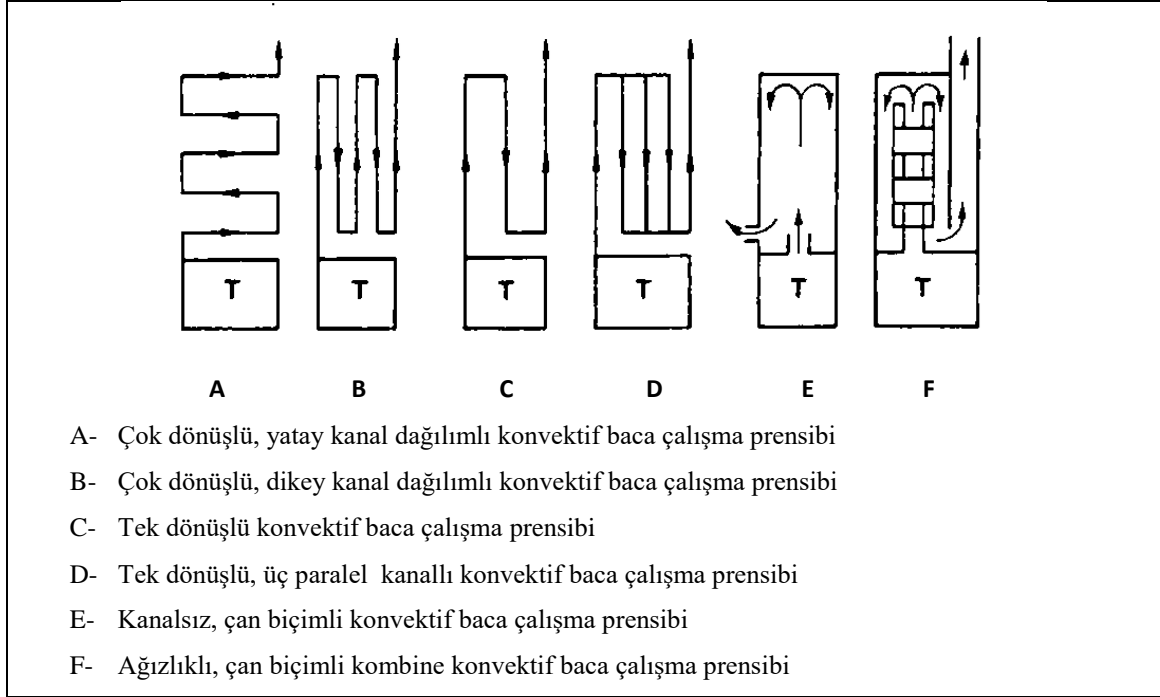 T T T T T T
A B C D E F
A- Çok dönüşlü, yatay kanal dağılımlı konvektif baca çalışma prensibi
B- Çok dönüşlü, dikey kanal dağılımlı konvektif baca çalışma prensibi
C- Tek dönüşlü konvektif baca çalışma prensibi
D- Tek dönüşlü, üç paralel kanallı konvektif baca çalışma prensibi
E- Kanalsız, çan biçimli konvektif baca çalışma prensibi
F- Ağızlıklı, çan biçimli kombine konvektif baca çalışma prensibi